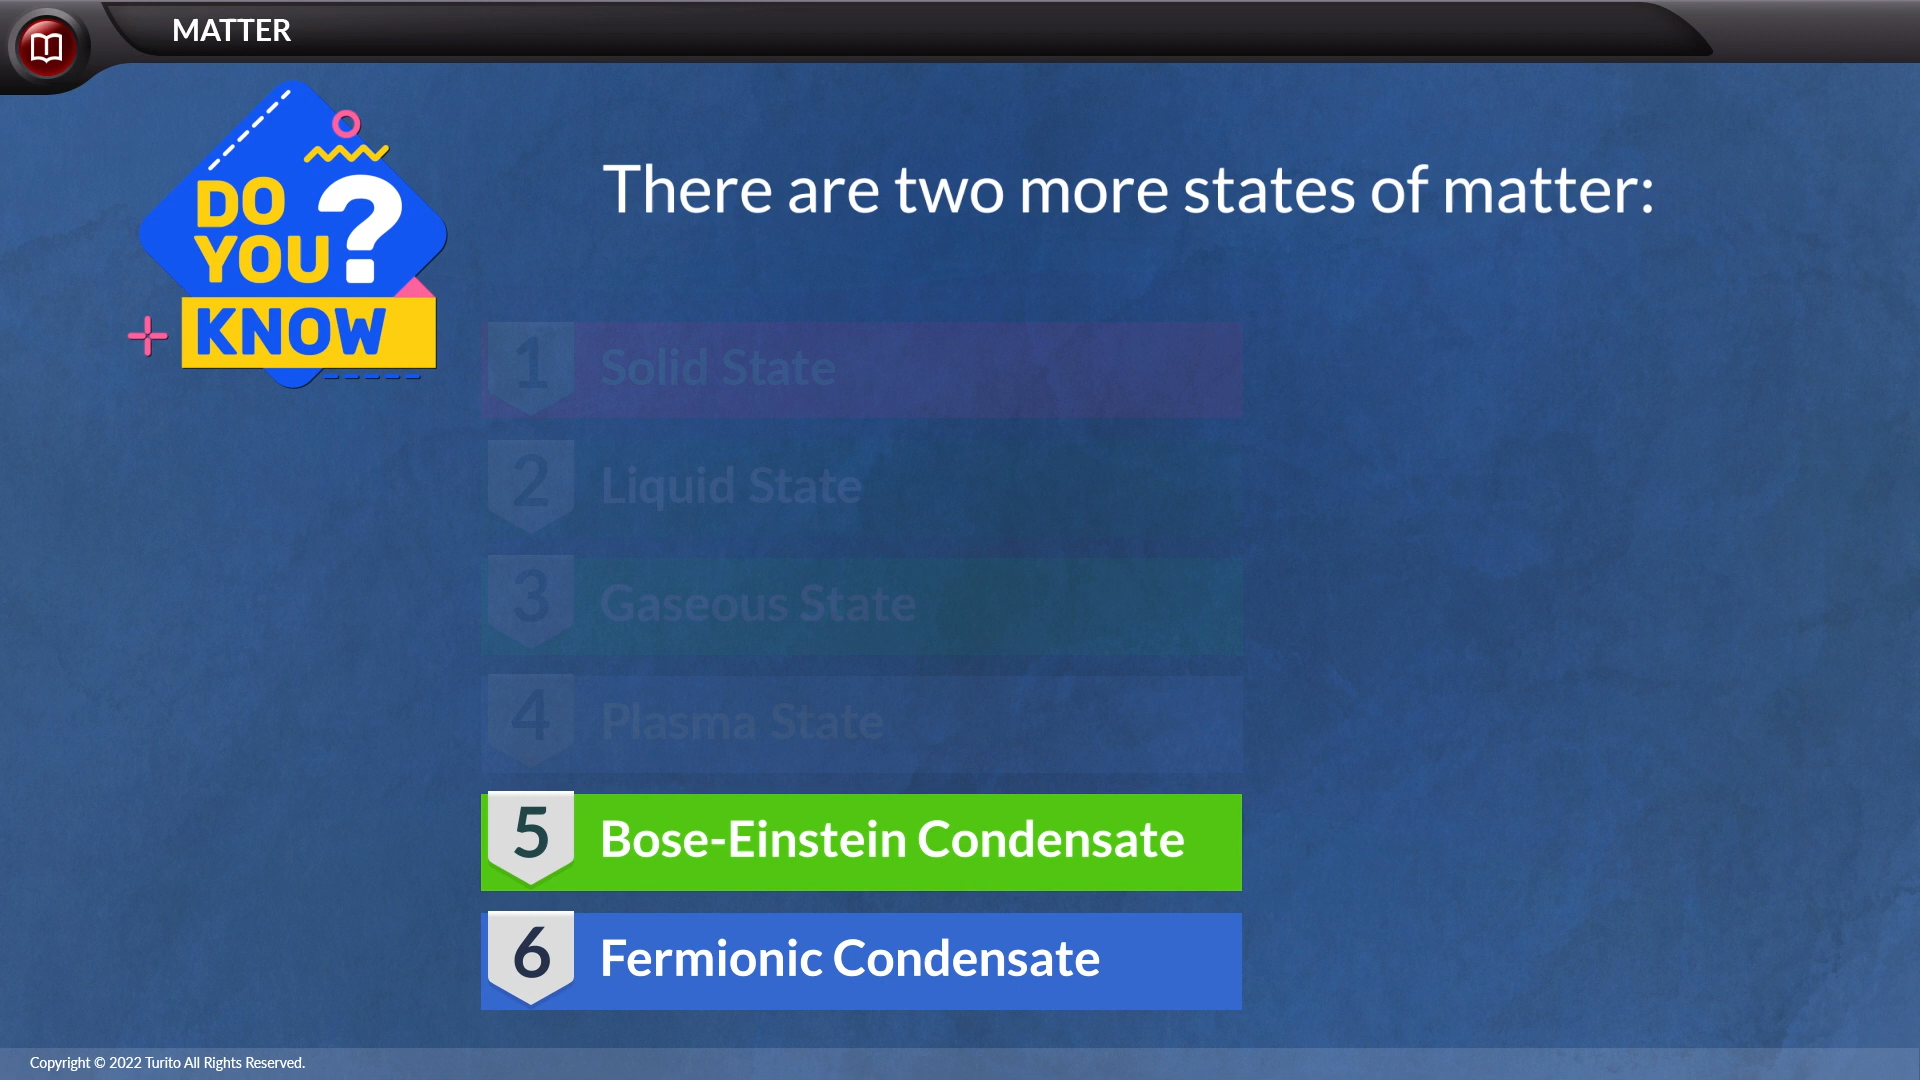 MATTER
DO
YOU
?
KNOW
There are two more states of matter:
1 Solid State
2 Liquid State
3 Gaseous State
4 Plasma State
5 Bose-Einstein Condensate
6 Fermionic Condensate
Copyright © 2022 Turito All Rights Reserved.